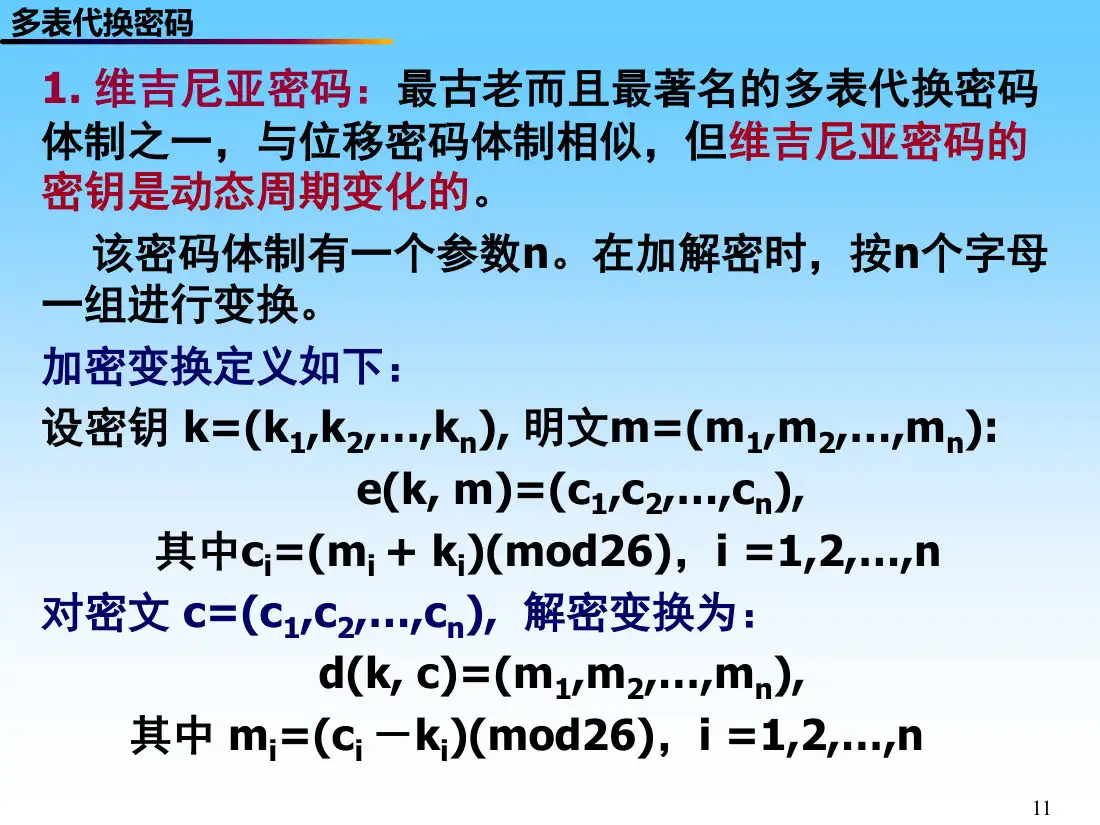 多表代换密码
1. 维吉尼亚密码：最古老而且最著名的多表代换密码
体制之一，与位移密码体制相似，但维吉尼亚密码的
密钥是动态周期变化的。
该密码体制有一个参数n。在加解密时，按n个字母
一组进行变换。
加密变换定义如下：
设密钥 k=(k₁,k₂,…,kₙ), 明文m=(m₁,m₂,…,mₙ):
e(k, m)=(c₁,c₂,…,cₙ),
其中cᵢ=(mᵢ + kᵢ)(mod26)，i =1,2,…,n
对密文 c=(c₁,c₂,…,cₙ), 解密变换为：
d(k, c)=(m₁,m₂,…,mₙ),
其中 mᵢ=(cᵢ －kᵢ)(mod26)，i =1,2,…,n
11